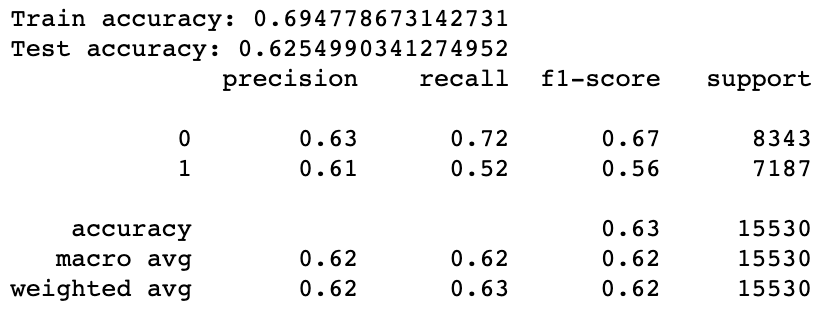 Train accuracy: 0.694778673142731
Test accuracy: 0.6254990341274952
precision recall f1-score support
0 0.63 0.72 0.67 8343
1 0.61 0.52 0.56 7187
accuracy 0.63 15530
macro avg 0.62 0.62 0.62 15530
weighted avg 0.62 0.63 0.62 15530